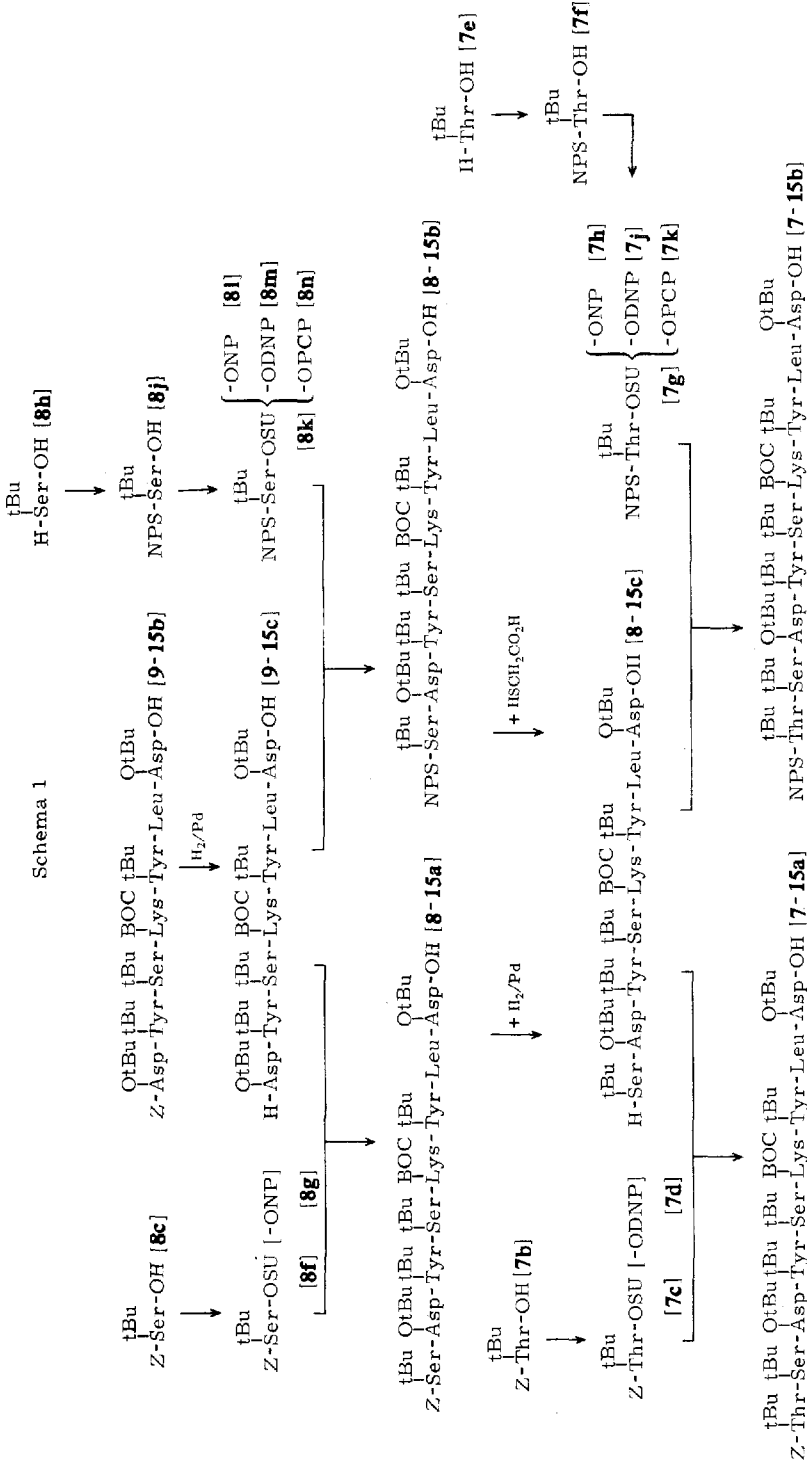 Schema 1
tBu
H-Ser-OH [8h]
tBu
Z-Ser-OH [8c]
OtBu tBu tBu BOC tBu OtBu
Z-Asp-Tyr-Ser-Lys-Tyr-Leu-Asp-OH [9-15b]
tBu
NPS-Ser-OH [8j]
H₂/Pd
tBu
Z-Ser-OSU [-ONP]
[8f] [8g]
OtBu tBu tBu BOC tBu OtBu
H-Asp-Tyr-Ser-Lys-Tyr-Leu-Asp-OH [9-15c]
tBu
NPS-Ser-OSU
[8k]
-ONP [8l]
-ODNP [8m]
-OPCP [8n]
tBu OtBu tBu tBu BOC tBu OtBu
Z-Ser-Asp-Tyr-Ser-Lys-Tyr-Leu-Asp-OH [8-15a]
tBu OtBu tBu tBu BOC tBu OtBu
NPS-Ser-Asp-Tyr-Ser-Lys-Tyr-Leu-Asp-OH [8-15b]
tBu
H-Thr-OH [7e]
+ H₂/Pd
+ HSCH₂CO₂H
tBu
Z-Thr-OH [7b]
tBu
NPS-Thr-OH [7f]
tBu
Z-Thr-OSU [-ODNP]
[7c] [7d]
tBu OtBu tBu tBu BOC tBu OtBu
H-Ser-Asp-Tyr-Ser-Lys-Tyr-Leu-Asp-OH [8-15c]
tBu
NPS-Thr-OSU
[7g]
-ONP [7h]
-ODNP [7j]
-OPCP [7k]
tBu tBu OtBu tBu tBu BOC tBu OtBu
Z-Thr-Ser-Asp-Tyr-Ser-Lys-Tyr-Leu-Asp-OH [7-15a]
tBu tBu OtBu tBu tBu BOC tBu OtBu
NPS-Thr-Ser-Asp-Tyr-Ser-Lys-Tyr-Leu-Asp-OH [7-15b]